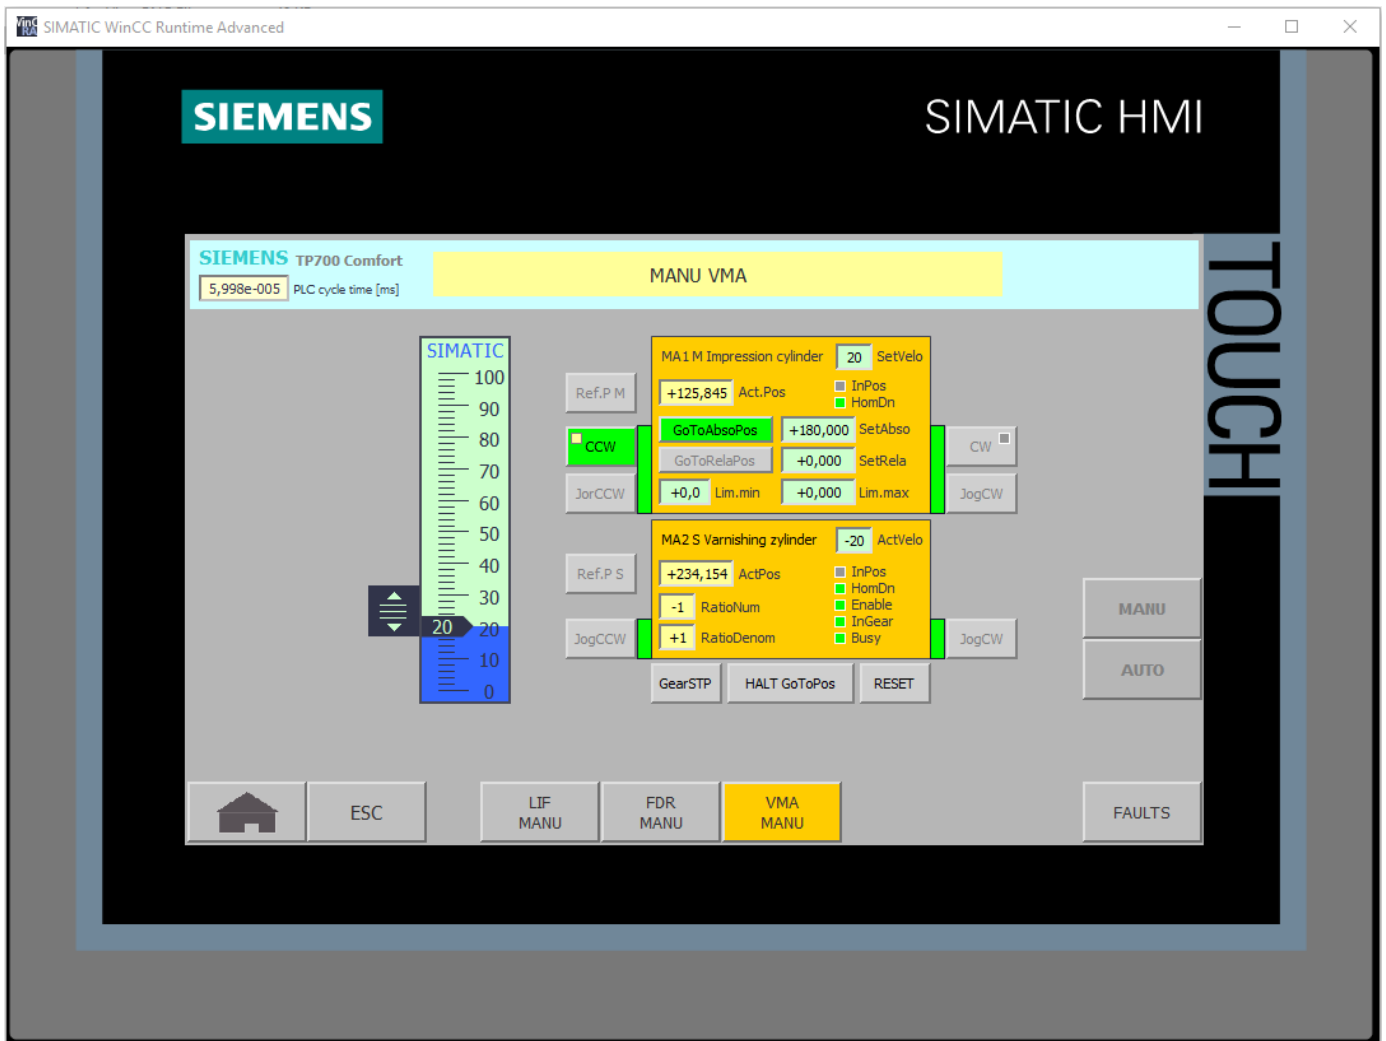 SIMATIC WinCC Runtime Advanced
SIEMENS
SIMATIC HMI
TOUCH
SIEMENS TP700 Comfort
5,998e-005 PLC cycle time [ms]
MANU VMA
SIMATIC
100
90
80
70
60
50
40
30
20 20
10
0
Ref.P M
CCW
JorCCW
MA1 M Impression cylinder 20 SetVelo
+125,845 Act.Pos InPos
HomDn
GoToAbsoPos +180,000 SetAbso
GoToRelaPos +0,000 SetRela
+0,0 Lim.min +0,000 Lim.max
CW
JogCW
Ref.P S
JogCCW
MA2 S Varnishing zylinder -20 ActVelo
+234,154 ActPos InPos
HomDn
-1 RatioNum Enable
InGear
+1 RatioDenom Busy
JogCW
GearSTP HALT GoToPos RESET
MANU
AUTO
ESC
LIF
MANU
FDR
MANU
VMA
MANU
FAULTS